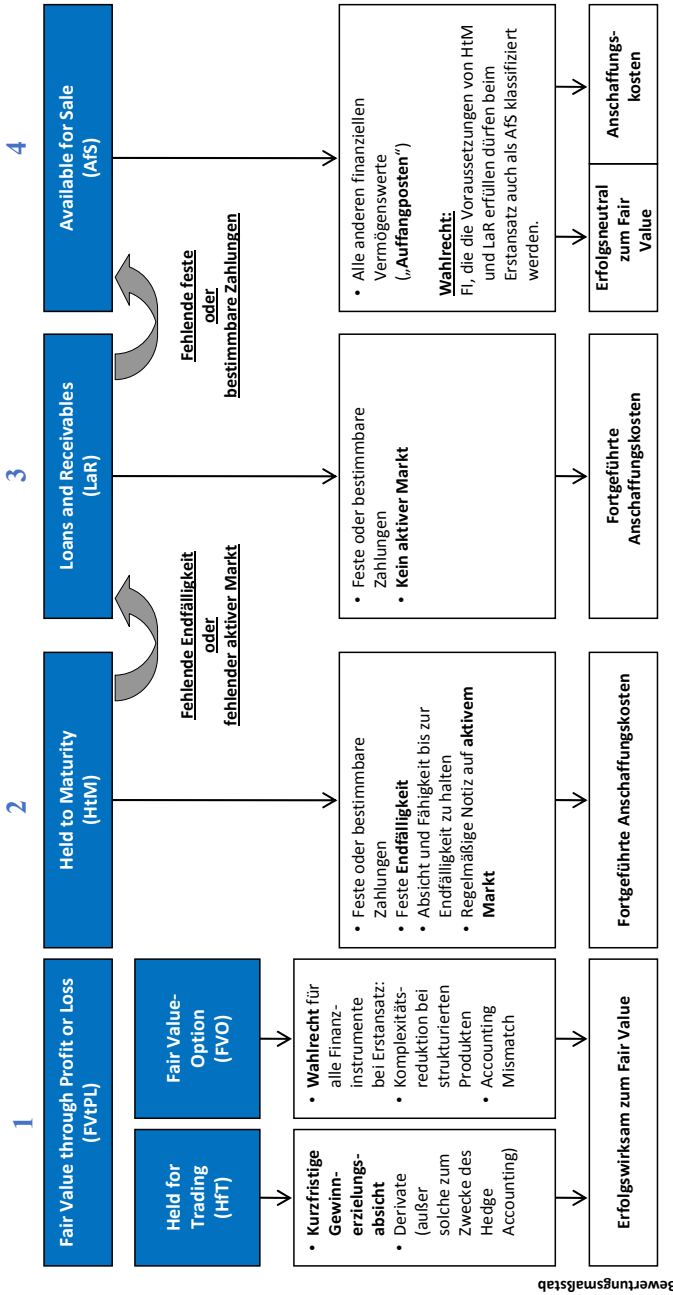 1
Fair Value through Profit or Loss
(FVtPL)
Held for
Trading
(HfT)
• Kurzfristige
Gewinn-
erzielungs-
absicht
• Derivate
(außer
solche zum
Zwecke des
Hedge
Accounting)
Fair Value-
Option
(FVO)
• Wahlrecht für
alle Finanz-
instrumente
bei Erstansatz:
• Komplexitäts-
reduktion bei
strukturierten
Produkten
• Accounting
Mismatch
Erfolgswirksam zum Fair Value
2
Held to Maturity
(HtM)
• Feste oder bestimmbare
Zahlungen
• Feste Endfälligkeit
• Absicht und Fähigkeit bis zur
Endfälligkeit zu halten
• Regelmäßige Notiz auf aktivem
Markt
Fortgeführte Anschaffungskosten
Fehlende Endfälligkeit
oder
fehlender aktiver Markt
3
Loans and Receivables
(LaR)
• Feste oder bestimmbare
Zahlungen
• Kein aktiver Markt
Fortgeführte
Anschaffungskosten
Fehlende feste
oder
bestimmbare Zahlungen
4
Available for Sale
(AfS)
• Alle anderen finanziellen
Vermögenswerte
(„Auffangposten“)
Wahlrecht:
FI, die die Voraussetzungen von HtM
und LaR erfüllen dürfen beim
Erstansatz auch als AfS klassifiziert
werden.
Erfolgsneutral
zum Fair
Value
Anschaffungs-
kosten
Bewertungsmaßstab